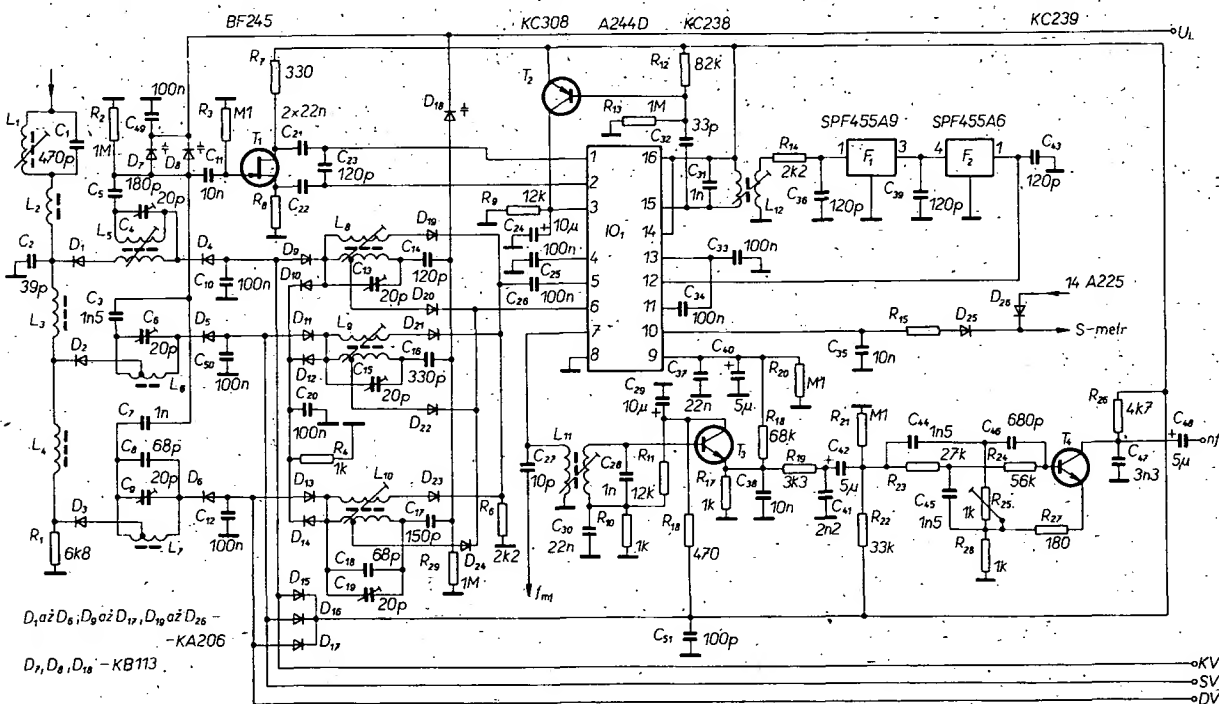 BF245 KC308 A244D KC238 KC239
U_L
L1 C1 470p
R2 1M
100n C49
D7 D8
180p C5
R3 M1
C11 10n
T1
R7 330
2×22n
C21 C22
C23 120p
R8
D18
T2
R12 82k
R13 1M
33p C32
R9 12k
C24 10μ
100n
C25 100n
C26
IO1
1 2 3 4 5 6 7 8
16 15 14 13 12 11 10 9
C31 1n
L12
R14 2k2
C36 120p
SPF455A9
1 F1 3
C39 120p
SPF455A6
4 F2 1
C43 120p
C33 100n
C34 100n
14 A225
D26
R15 D25
S-metr
C35 10n
L2
C2 39p
D1
L5 C4 20p
D4
C10 100n
L3
C3 1n5
C6 20p
D5
C50 100n
D2
L6
C7 1n
C8 68p
C9 20p
D6
C12 100n
L4
D3
L7
R1 6k8
D9 D10
L8
D19
C14 120p
C13 20p
D20
D11 D12
L9
D21
C16 330p
C15 20p
D22
C20 100n
R4 1k
D13 D14
L10
D23
C17 150p
D24
C18 68p
C19 20p
R29 1M
R6 2k2
D15
D16
D17
C27 10p
L11
f_m1
C28 1n
C30 22n
R10 1k
R11 12k
C29 10μ
T3
R17 1k
R18 470
C51 100p
C37 22n
C40 5μ
R18 68k
R20 M1
C38 10n
R19 3k3
C41 2n2
C42 5μ
R21 M1
R22 33k
C44 1n5
R23 27k
C45 1n5
C46 680p
R24 56k
R25 1k
R28 1k
R27 180
T4
R26 4k7
C47 3n3
C48 5μ
nf
D1 až D6; D9 až D17, D19 až D26 -
-KA206
D7, D8, D18 - KB113
KV
SV
DV